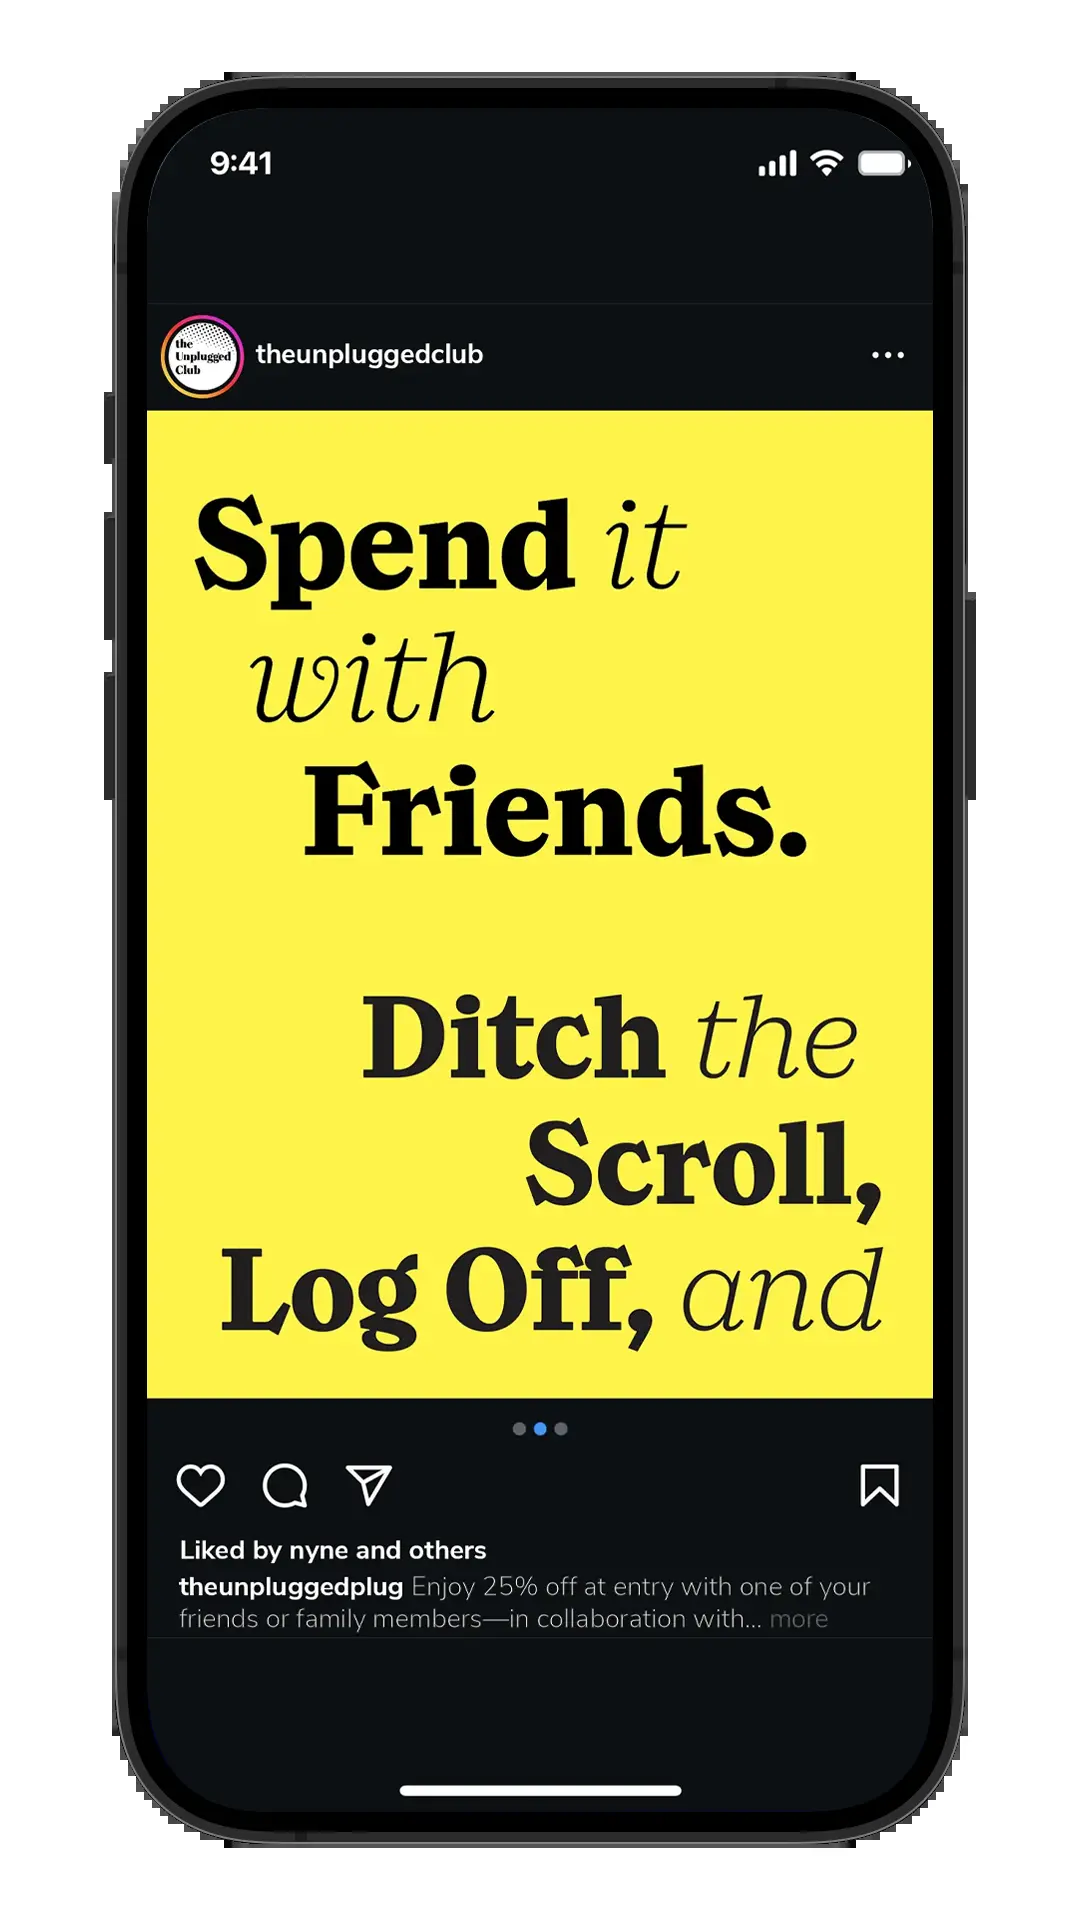 9:41
the
Unplugged
Club
theunpluggedclub
Spend it
with
Friends.
Ditch the
Scroll,
Log Off, and
Liked by nyne and others
theunpluggedplug Enjoy 25% off at entry with one of your
friends or family members—in collaboration with... more